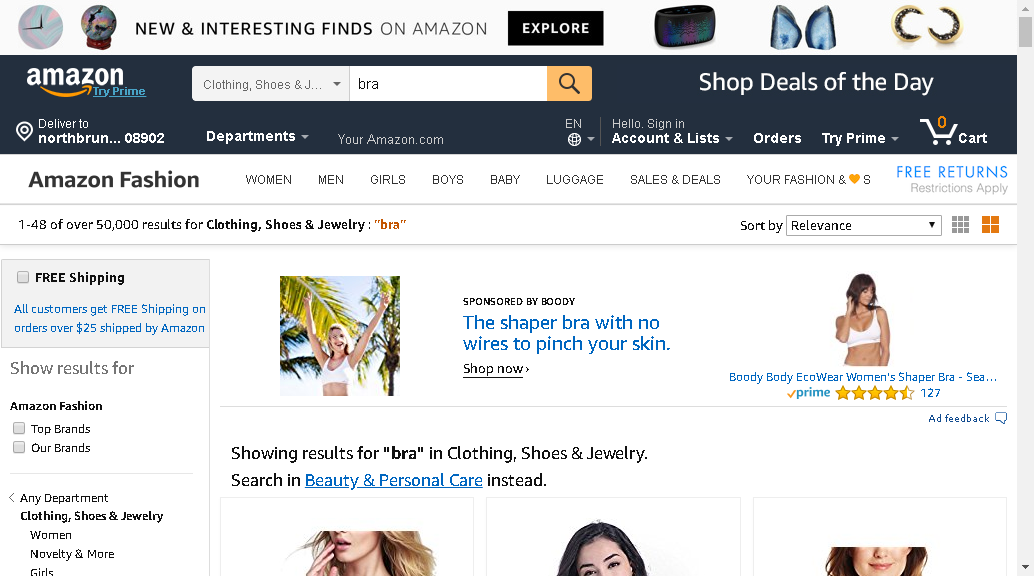 NEW & INTERESTING FINDS ON AMAZON EXPLORE
amazon
Try Prime
Clothing, Shoes & J... bra
Shop Deals of the Day
Deliver to
northbrun... 08902
Departments
Your Amazon.com
EN
Hello. Sign in
Account & Lists
Orders
Try Prime
0
Cart
Amazon Fashion
WOMEN MEN GIRLS BOYS BABY LUGGAGE SALES & DEALS YOUR FASHION & S
FREE RETURNS
Restrictions Apply
1-48 of over 50,000 results for Clothing, Shoes & Jewelry : "bra"
Sort by Relevance
FREE Shipping
All customers get FREE Shipping on
orders over $25 shipped by Amazon
Show results for
Amazon Fashion
Top Brands
Our Brands
Any Department
Clothing, Shoes & Jewelry
Women
Novelty & More
Girls
SPONSORED BY BOODY
The shaper bra with no
wires to pinch your skin.
Shop now ›
Boody Body EcoWear Women's Shaper Bra - Sea...
prime 127
Ad feedback
Showing results for "bra" in Clothing, Shoes & Jewelry.
Search in Beauty & Personal Care instead.